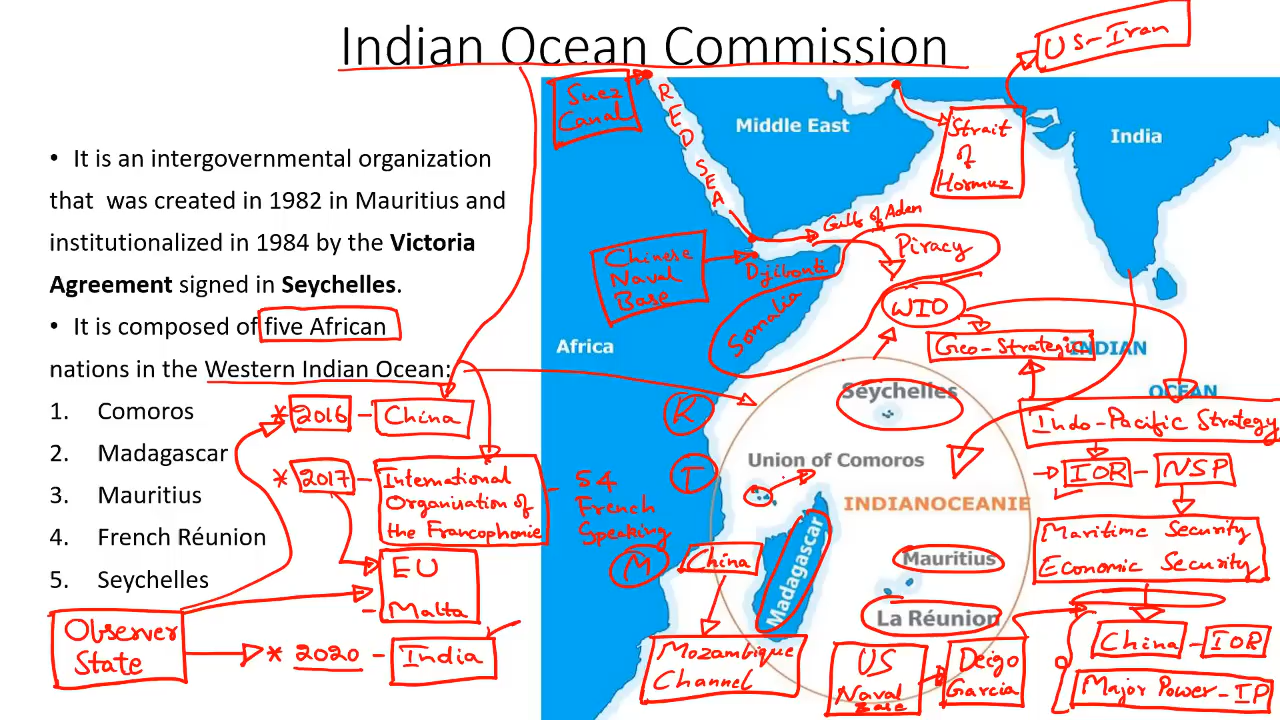 Indian Ocean Commission
• It is an intergovernmental organization
that was created in 1982 in Mauritius and
institutionalized in 1984 by the Victoria
Agreement signed in Seychelles.
• It is composed of five African
nations in the Western Indian Ocean:
1. Comoros
2. Madagascar
3. Mauritius
4. French Réunion
5. Seychelles
* 2016 - China
* 2017 - International
Organisation of
the Francophonie
- 54
French
Speaking
EU
- Malta
Observer
State
* 2020 - India
US-Iran
Suez
Canal
RED SEA
Middle East
Strait
of
Hormuz
India
Gulf of Aden
Chinese
Naval
Base
Djibouti
Piracy
Somalia
WIO
Africa
Geo-Strategic
INDIAN
OCEAN
Seychelles
K
Indo-Pacific Strategy
Union of Comoros
T
IOR - NSP
INDIANOCEANIE
Maritime Security
Economic Security
M
China
Madagascar
Mauritius
La Réunion
Mozambique
Channel
US
Naval
Base
Deigo
Garcia
China - IOR
Major Power - IP